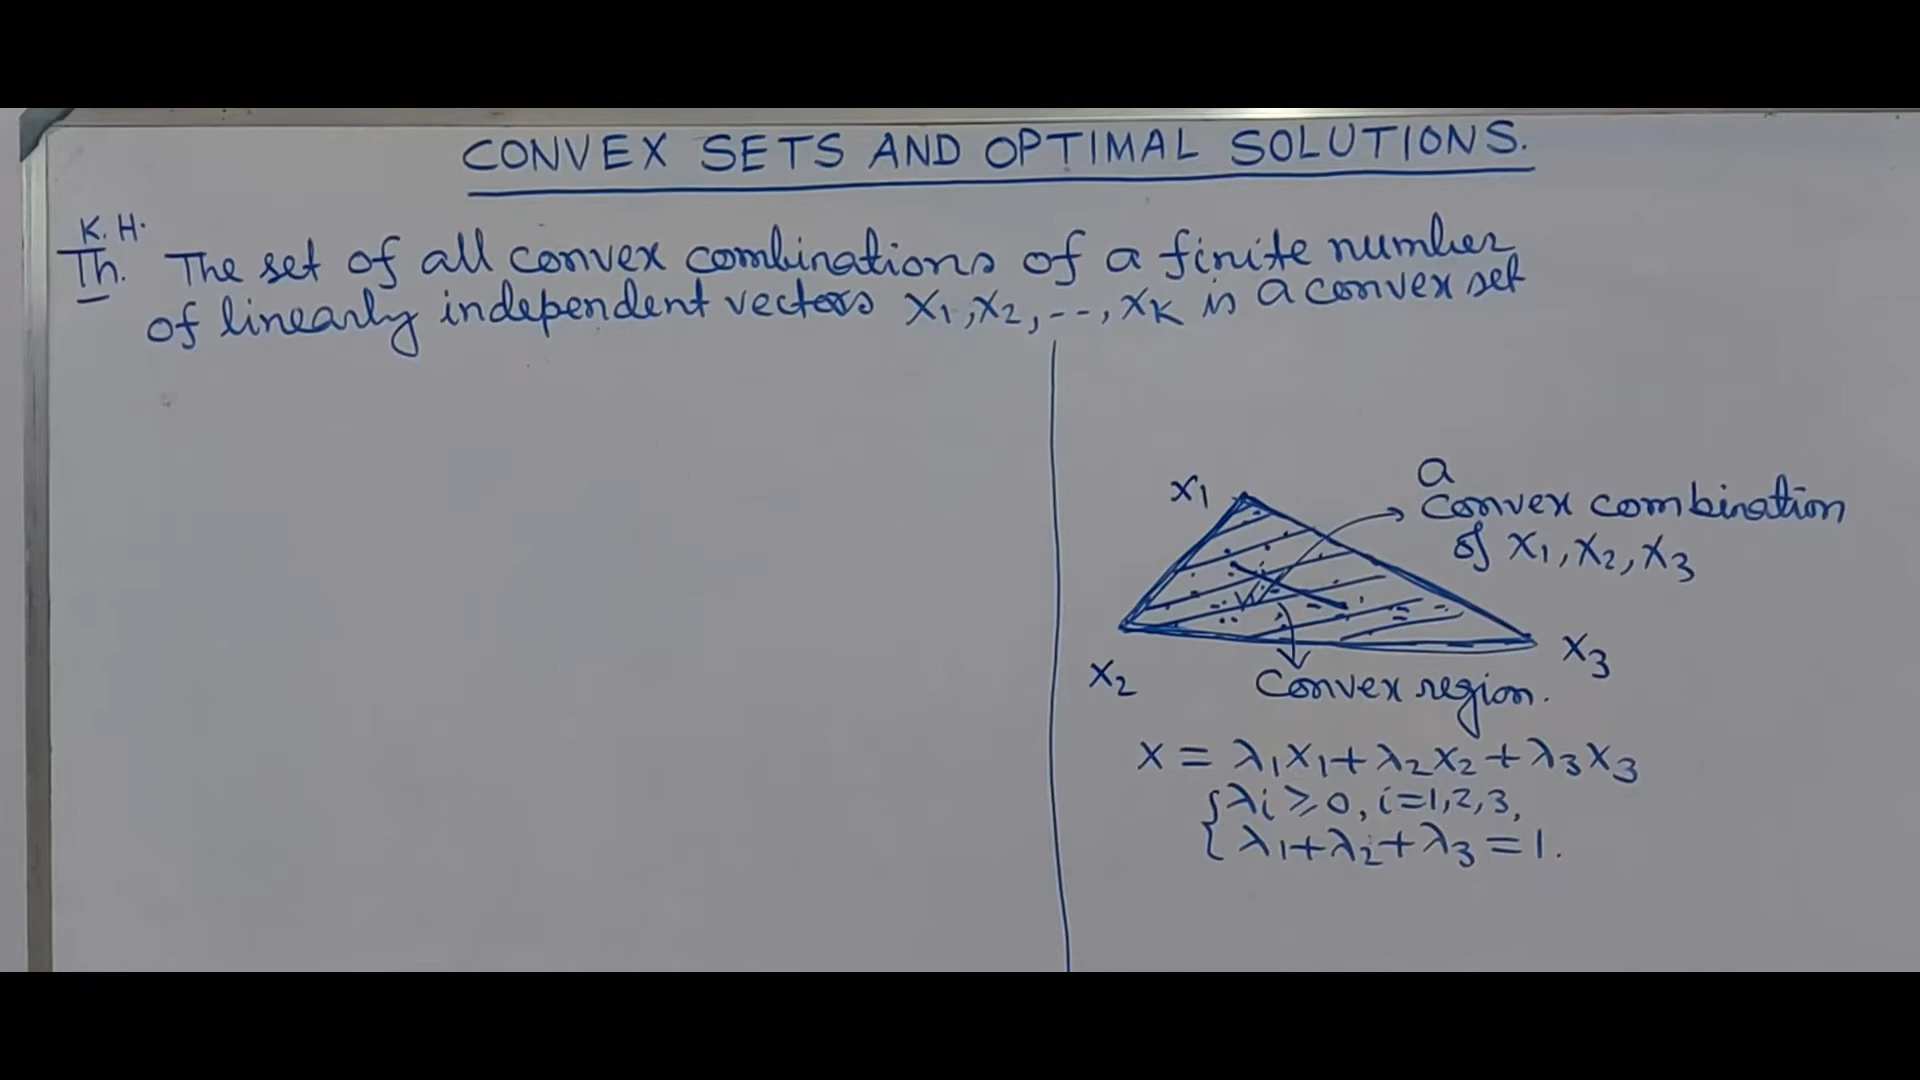 CONVEX SETS AND OPTIMAL SOLUTIONS.
K.H.
Th. The set of all convex combinations of a finite number
of linearly independent vectors x1, x2, --, xK is a convex set
a
x1
convex combination
of x1, x2, x3
x3
x2
Convex region.
x = λ1x1+λ2x2+λ3x3
{λi ≥ 0, i=1,2,3,
λ1+λ2+λ3 = 1.